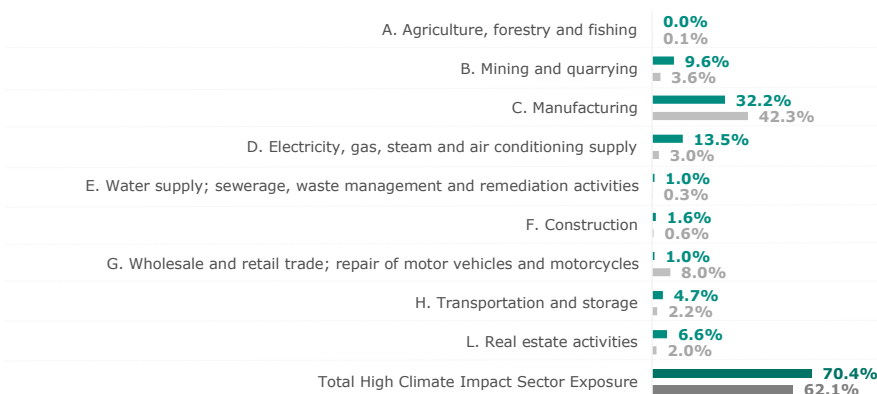 A. Agriculture, forestry and fishing
0.0%
0.1%
B. Mining and quarrying
9.6%
3.6%
C. Manufacturing
32.2%
42.3%
D. Electricity, gas, steam and air conditioning supply
13.5%
3.0%
E. Water supply; sewerage, waste management and remediation activities
1.0%
0.3%
F. Construction
1.6%
0.6%
G. Wholesale and retail trade; repair of motor vehicles and motorcycles
1.0%
8.0%
H. Transportation and storage
4.7%
2.2%
L. Real estate activities
6.6%
2.0%
Total High Climate Impact Sector Exposure
70.4%
62.1%